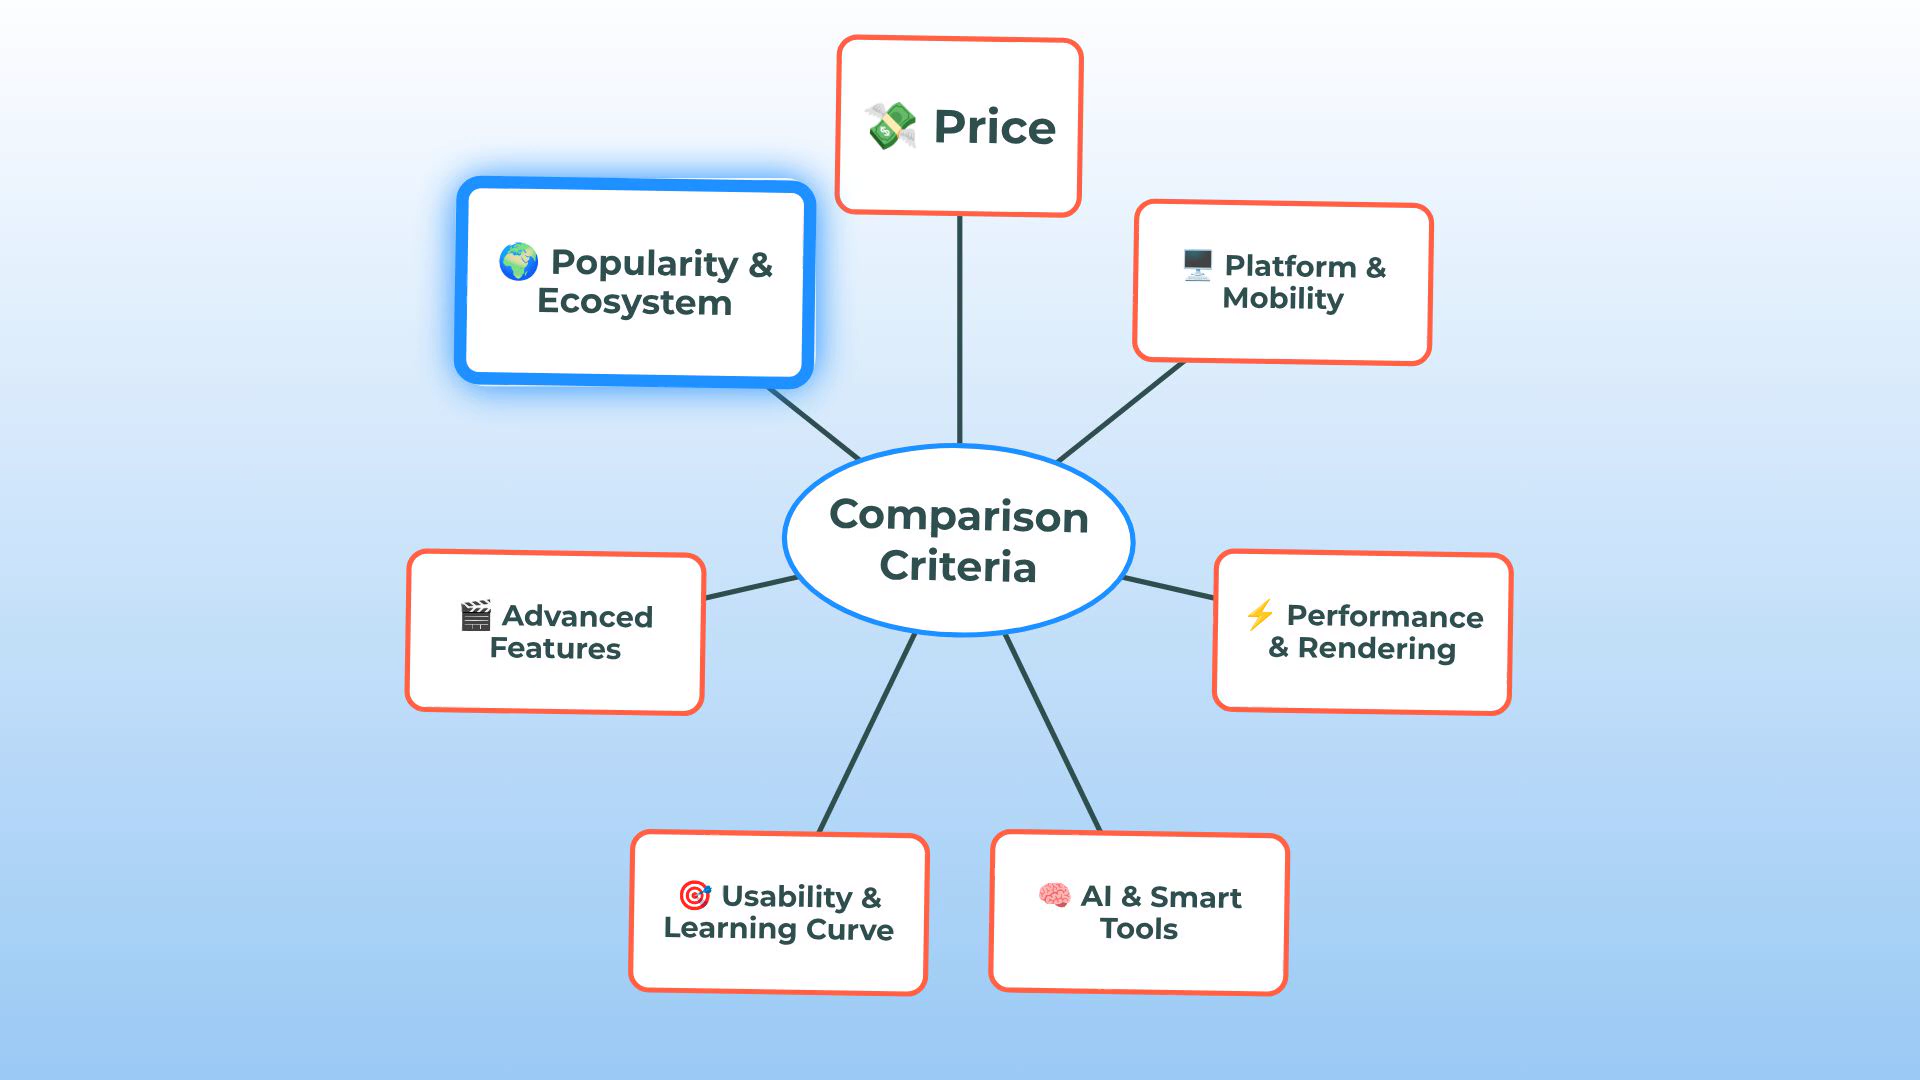 💸 Price
🌍 Popularity &
Ecosystem
🖥️ Platform &
Mobility
Comparison
Criteria
🎬 Advanced
Features
⚡ Performance
& Rendering
🎯 Usability &
Learning Curve
🧠 AI & Smart
Tools